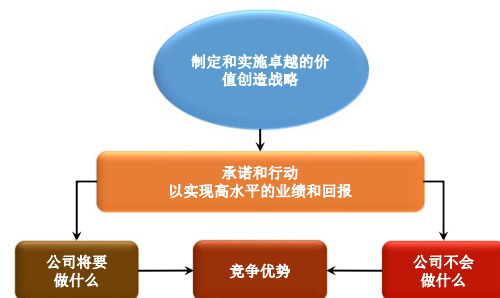 制定和实施卓越的价
值创造战略
承诺和行动
以实现高水平的业绩和回报
公司将要
做什么
竞争优势
公司不会
做什么